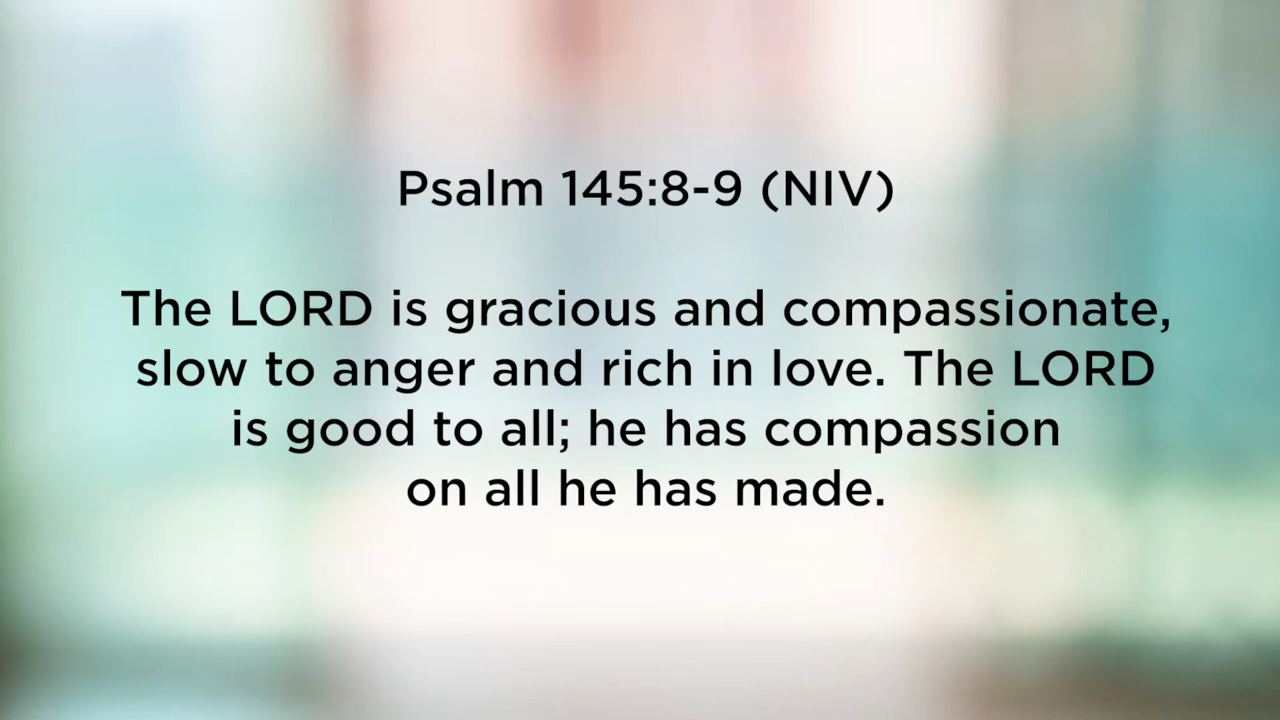 Psalm 145:8-9 (NIV)
The LORD is gracious and compassionate,
slow to anger and rich in love. The LORD
is good to all; he has compassion
on all he has made.